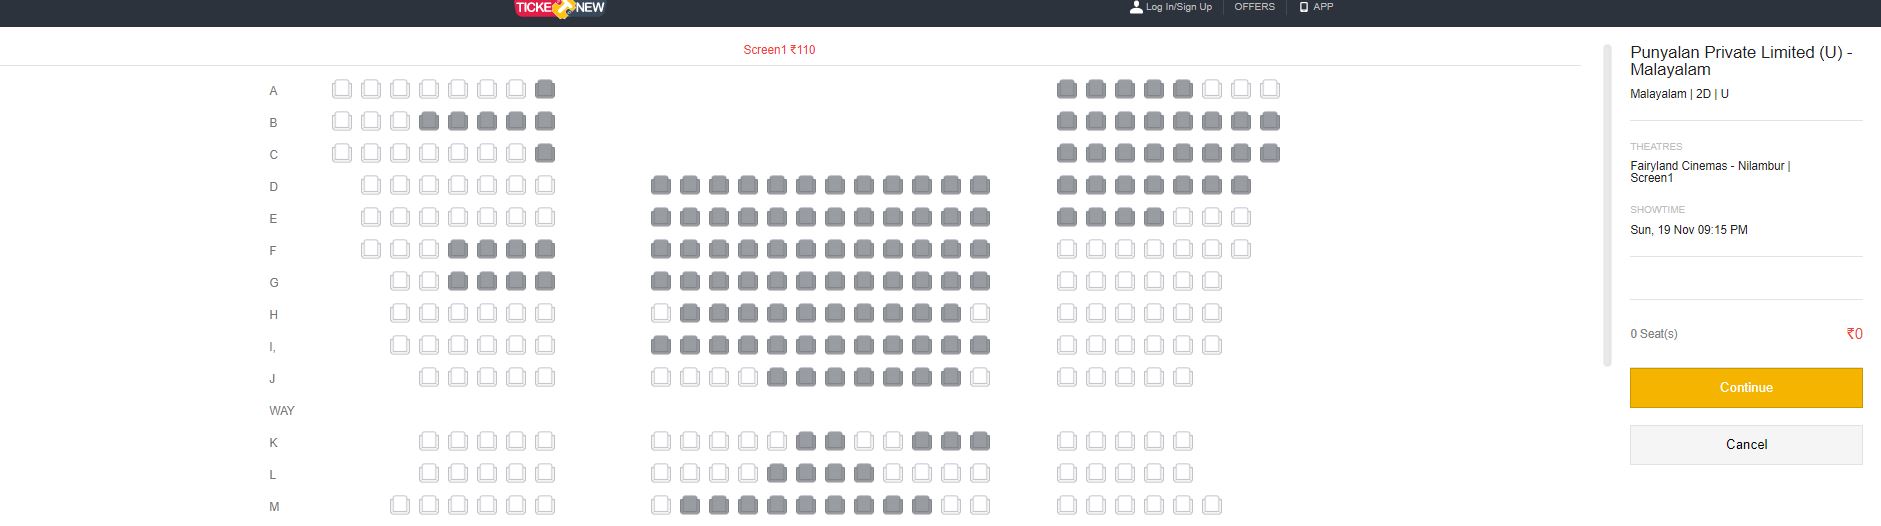 TICKETNEW
Log In/Sign Up
OFFERS
APP
Screen1 ₹110
A
B
C
D
E
F
G
H
I,
J
WAY
K
L
M
Punyalan Private Limited (U) -
Malayalam
Malayalam | 2D | U
THEATRES
Fairyland Cinemas - Nilambur |
Screen1
SHOWTIME
Sun, 19 Nov 09:15 PM
0 Seat(s)
₹0
Continue
Cancel